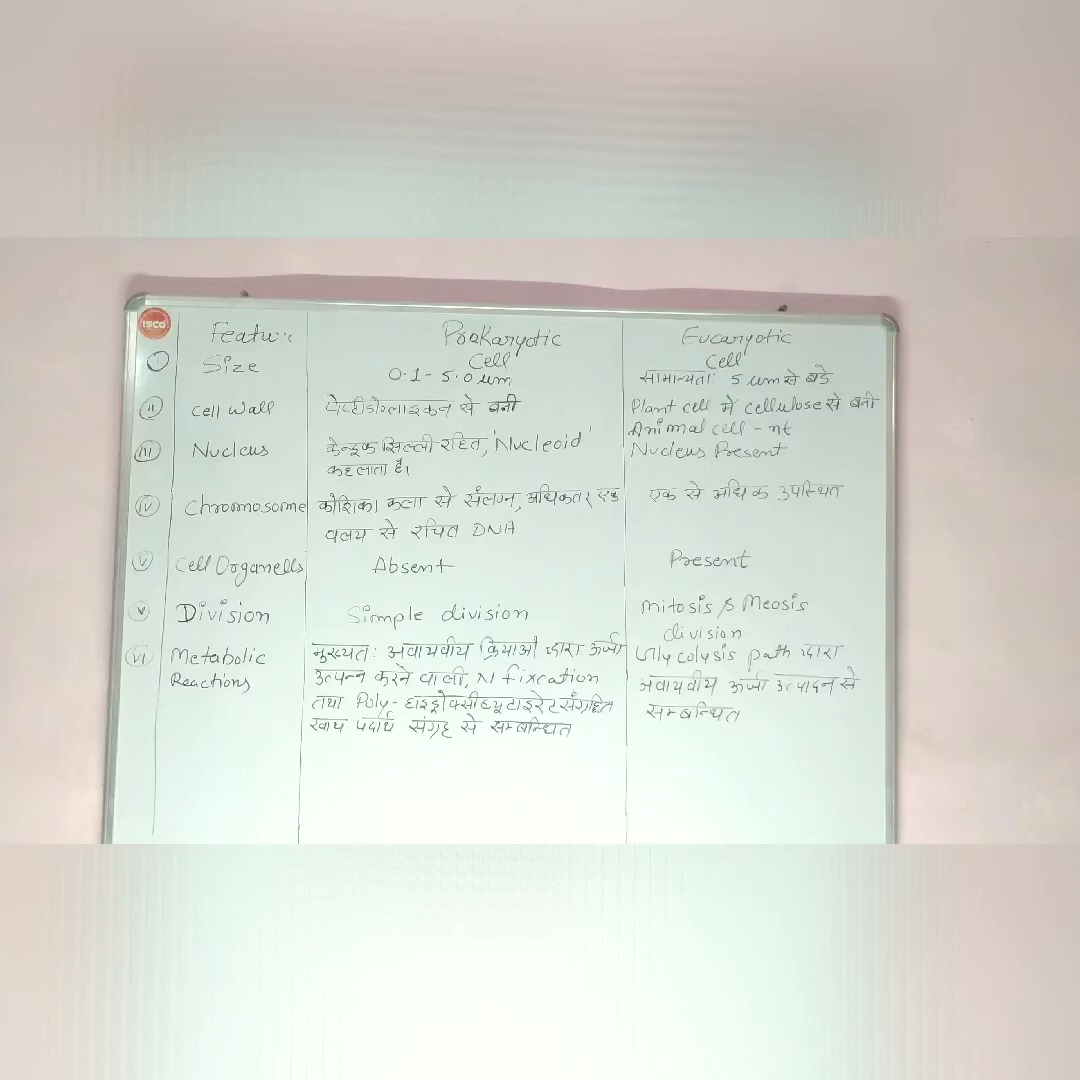 ISCO
Featur Prokaryotic Cell Eucaryotic Cell
I Size 0.1-5.0 um सामान्यताः 5 um से बडे
II Cell Wall पेप्टीडोग्लाइकन से बनी Plant cell में cellulose से बनी
Animal cell - nt
III Nucleus केन्द्रक झिल्ली रहित, 'Nucleoid' Nucleus Present
कहलाता है।
IV Chromosome कोशिका कला से संलग्न, अधिकतर एक एक से अधिक उपस्थित
वलय से रचित DNA
V Cell Organells Absent Present
V Division Simple division Mitosis & Meosis
division
VI Metabolic मुख्यतः अवायवीय क्रियाओं द्वारा ऊर्जा Glycolysis path द्वारा
Reactions उत्पन्न करने वाली, N fixcation अवायवीय ऊर्जा उत्पादन से
तथा Poly-हाइड्रोक्सीब्यूटाइरेट संग्रहित सम्बन्धित
खाय पदार्थ संग्रह से सम्बन्धित